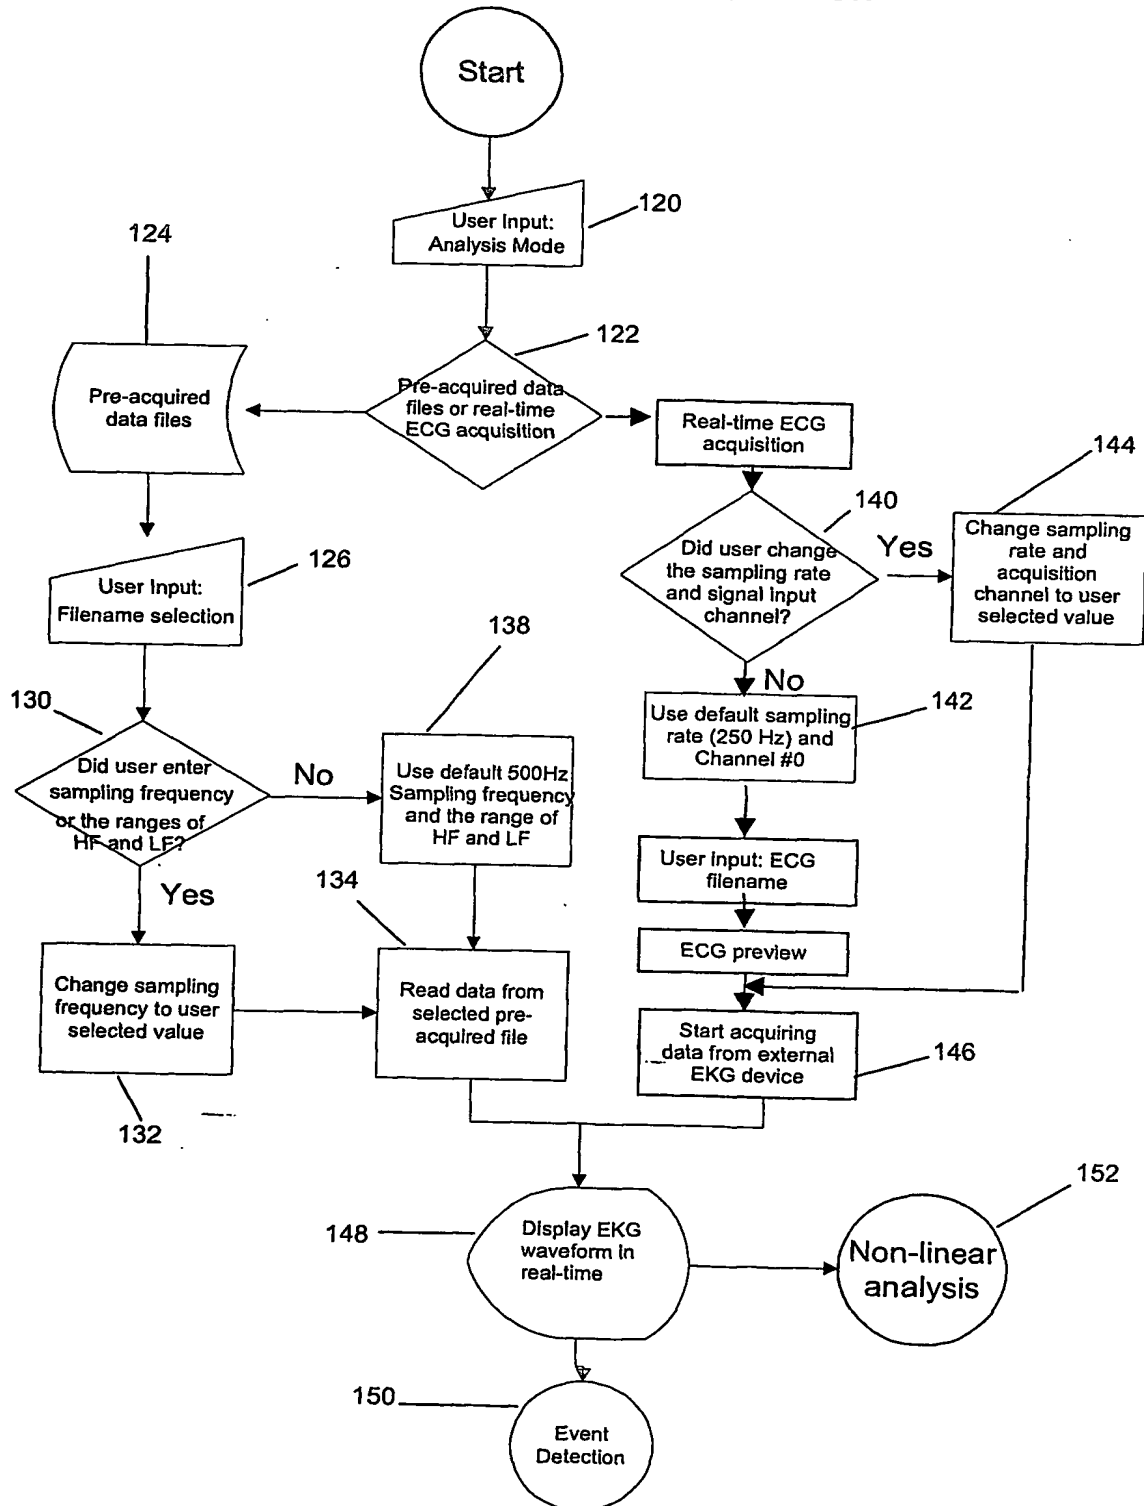 Start
120
User Input:
Analysis Mode
124
122
Pre-acquired
data files
Pre-acquired data
files or real-time
ECG acquisition
Real-time ECG
acquisition
144
140
Did user change
the sampling rate
and signal input
channel?
Yes
Change sampling
rate and
acquisition
channel to user
selected value
126
User Input:
Filename selection
138
No
142
Use default sampling
rate (250 Hz) and
Channel #0
130
Did user enter
sampling frequency
or the ranges of
HF and LF?
No
Use default 500Hz
Sampling frequency
and the range of
HF and LF
User input: ECG
filename
134
Yes
ECG preview
Change sampling
frequency to user
selected value
Read data from
selected pre-
acquired file
Start acquiring
data from external
EKG device
146
132
152
148
Display EKG
waveform in
real-time
Non-linear
analysis
150
Event
Detection